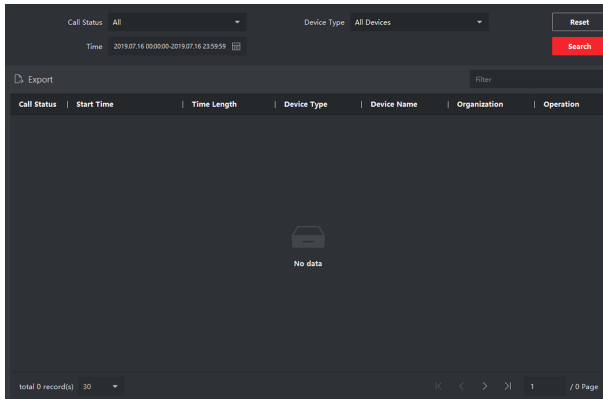 Call Status All Device Type All Devices Reset
Time 2019.07.16 00:00:00-2019.07.16 23:59:59 Search
Export Filter
Call Status | Start Time | Time Length | Device Type | Device Name | Organization | Operation
No data
total 0 record(s) 30 1 / 0 Page